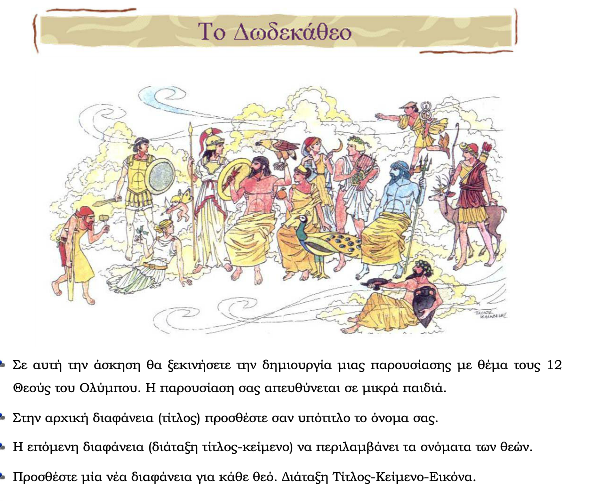 Το Δωδεκάθεο
Σε αυτή την άσκηση θα ξεκινήσετε την δημιουργία μιας παρουσίασης με θέμα τους 12
Θεούς του Ολύμπου. Η παρουσίαση σας απευθύνεται σε μικρά παιδιά.
Στην αρχική διαφάνεια (τίτλος) προσθέστε σαν υπότιτλο το όνομα σας.
Η επόμενη διαφάνεια (διάταξη τίτλος-κείμενο) να περιλαμβάνει τα ονόματα των θεών.
Προσθέστε μία νέα διαφάνεια για κάθε θεό. Διάταξη Τίτλος-Κείμενο-Εικόνα.